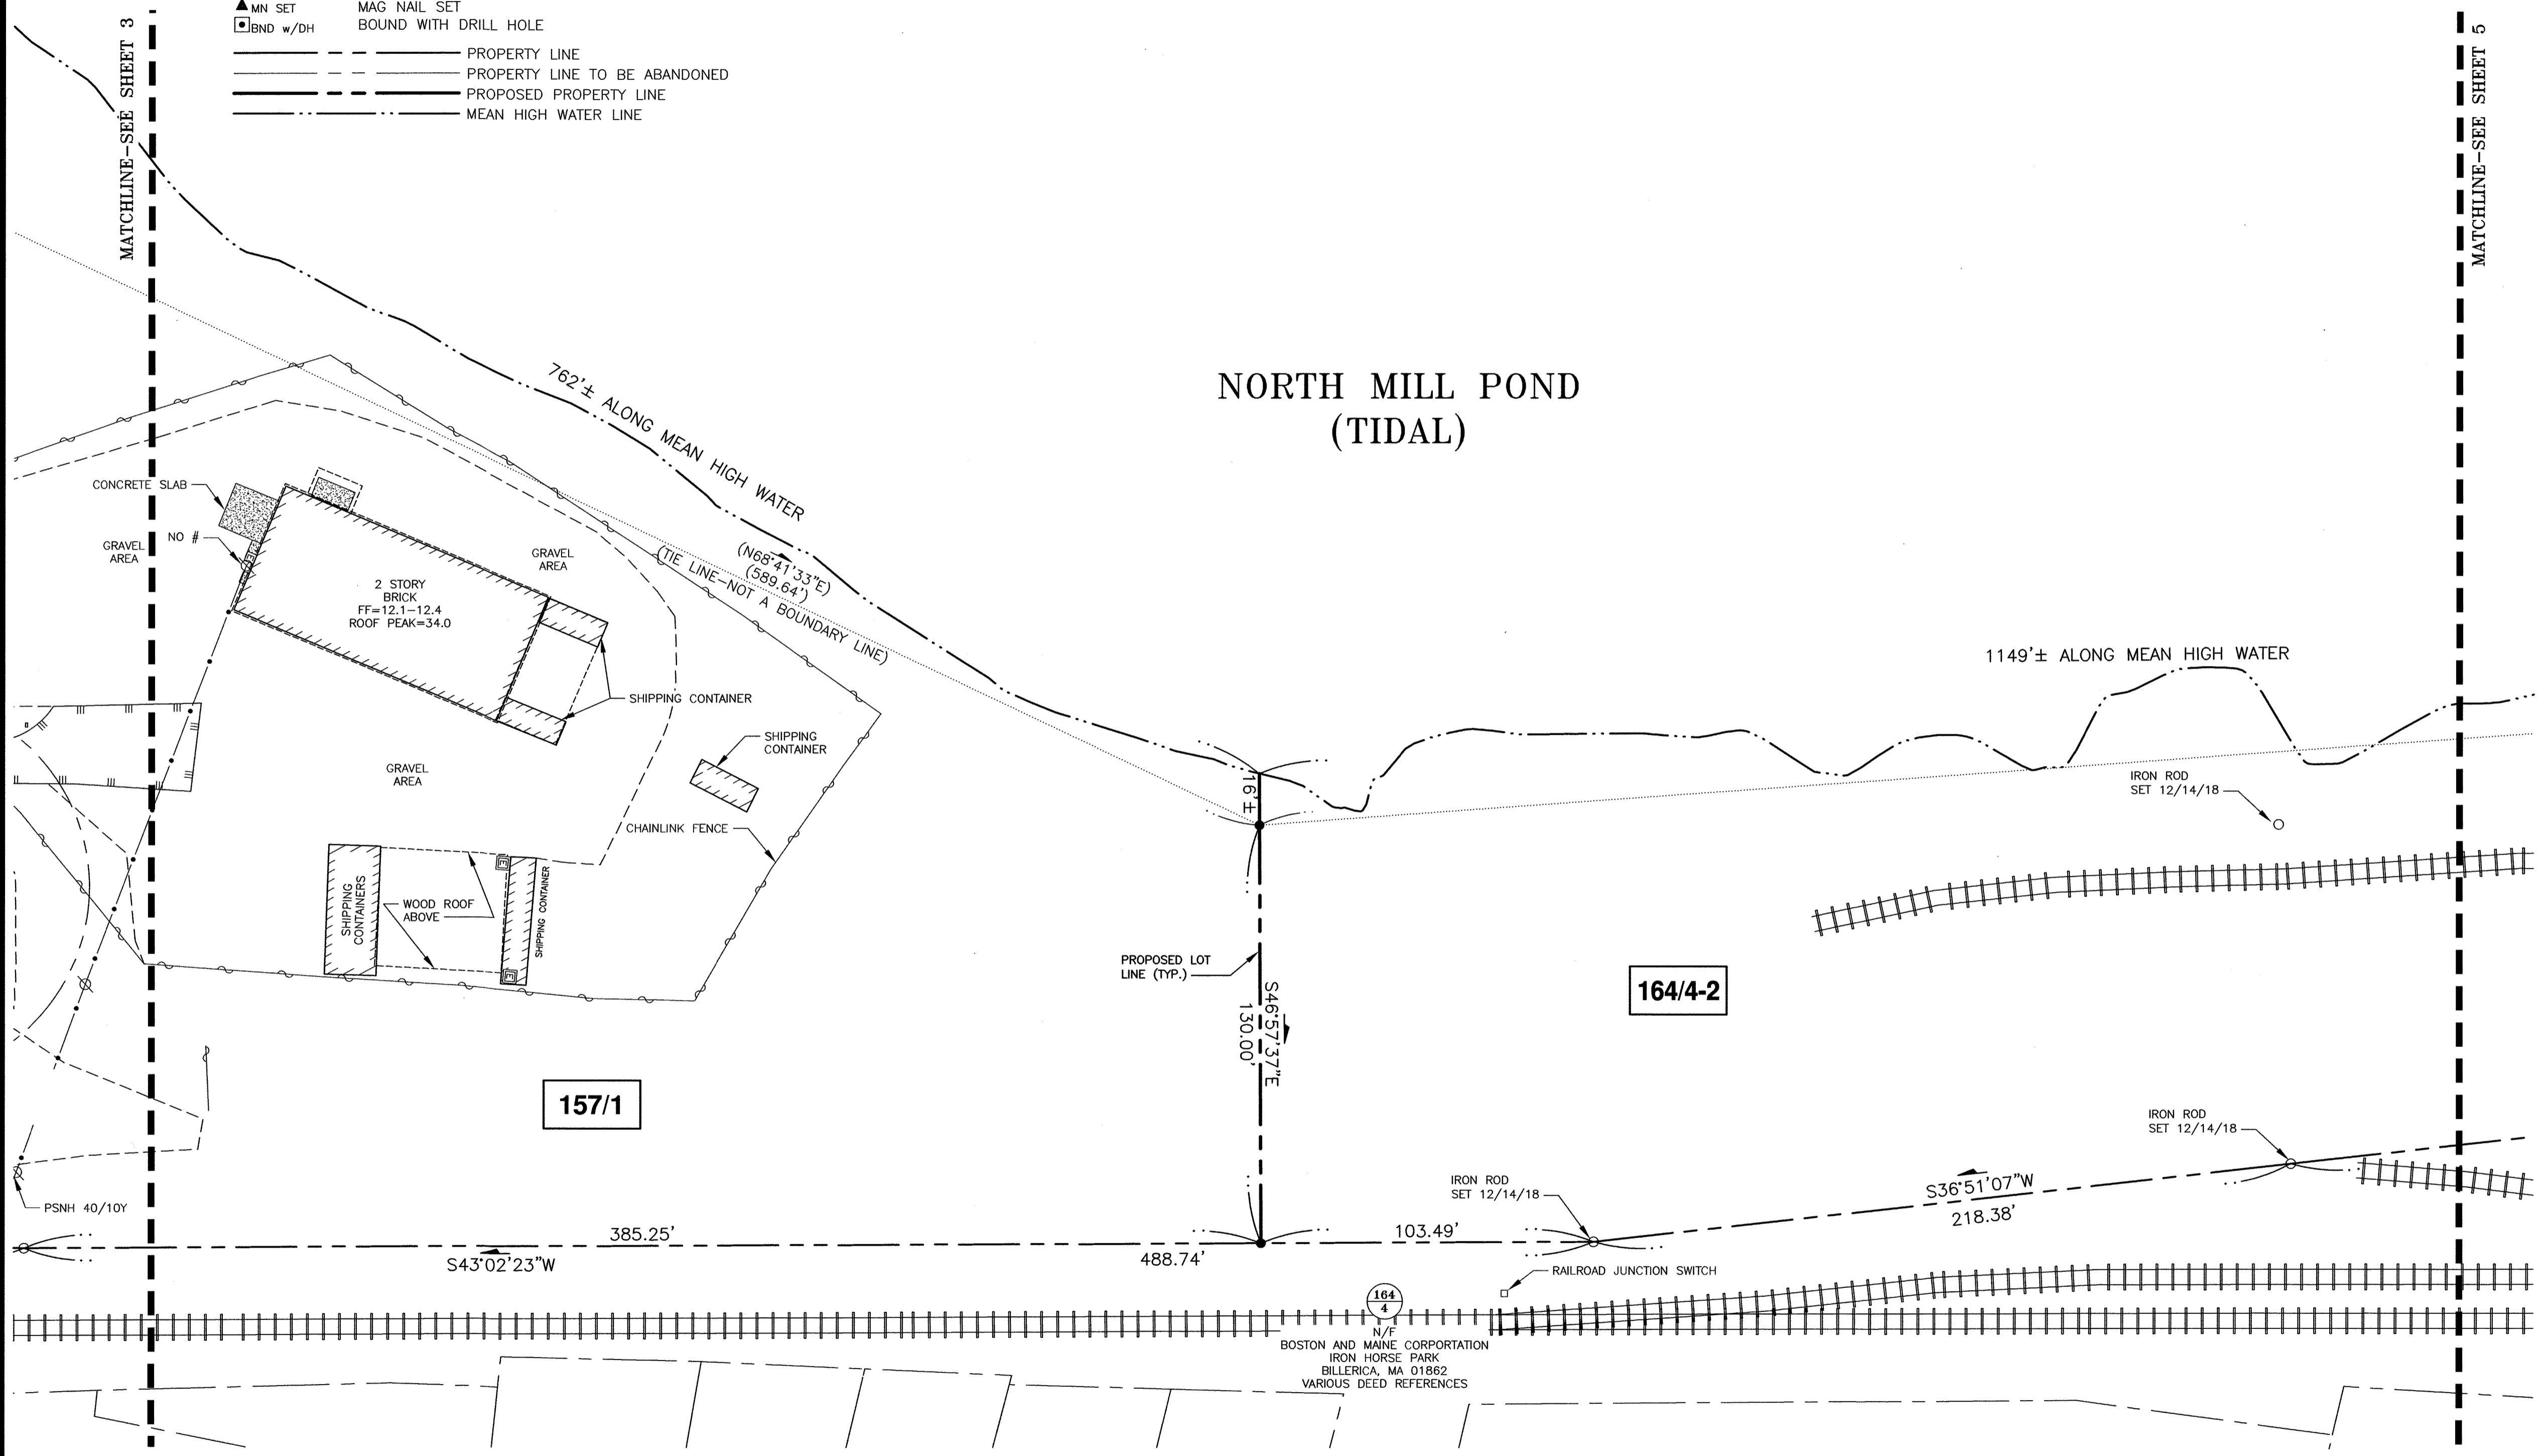 MN SET MAG NAIL SET
BND w/DH BOUND WITH DRILL HOLE
PROPERTY LINE
PROPERTY LINE TO BE ABANDONED
PROPOSED PROPERTY LINE
MEAN HIGH WATER LINE
MATCHLINE-SEE SHEET 3
MATCHLINE-SEE SHEET 5
NORTH MILL POND
(TIDAL)
762'± ALONG MEAN HIGH WATER
(N68°41'33"E)
(589.64')
(TIE LINE-NOT A BOUNDARY LINE)
1149'± ALONG MEAN HIGH WATER
CONCRETE SLAB
NO #
GRAVEL
AREA
GRAVEL
AREA
2 STORY
BRICK
FF=12.1-12.4
ROOF PEAK=34.0
SHIPPING CONTAINER
SHIPPING
CONTAINER
GRAVEL
AREA
CHAINLINK FENCE
16'±
IRON ROD
SET 12/14/18
SHIPPING
CONTAINERS
WOOD ROOF
ABOVE
E
E
E
SHIPPING CONTAINER
PROPOSED LOT
LINE (TYP.)
S46°57'37"E
130.00'
164/4-2
157/1
IRON ROD
SET 12/14/18
IRON ROD
SET 12/14/18
S36°51'07"W
218.38'
PSNH 40/10Y
385.25'
S43°02'23"W
488.74'
103.49'
RAILROAD JUNCTION SWITCH
164
4
N/F
BOSTON AND MAINE CORPORTATION
IRON HORSE PARK
BILLERICA, MA 01862
VARIOUS DEED REFERENCES